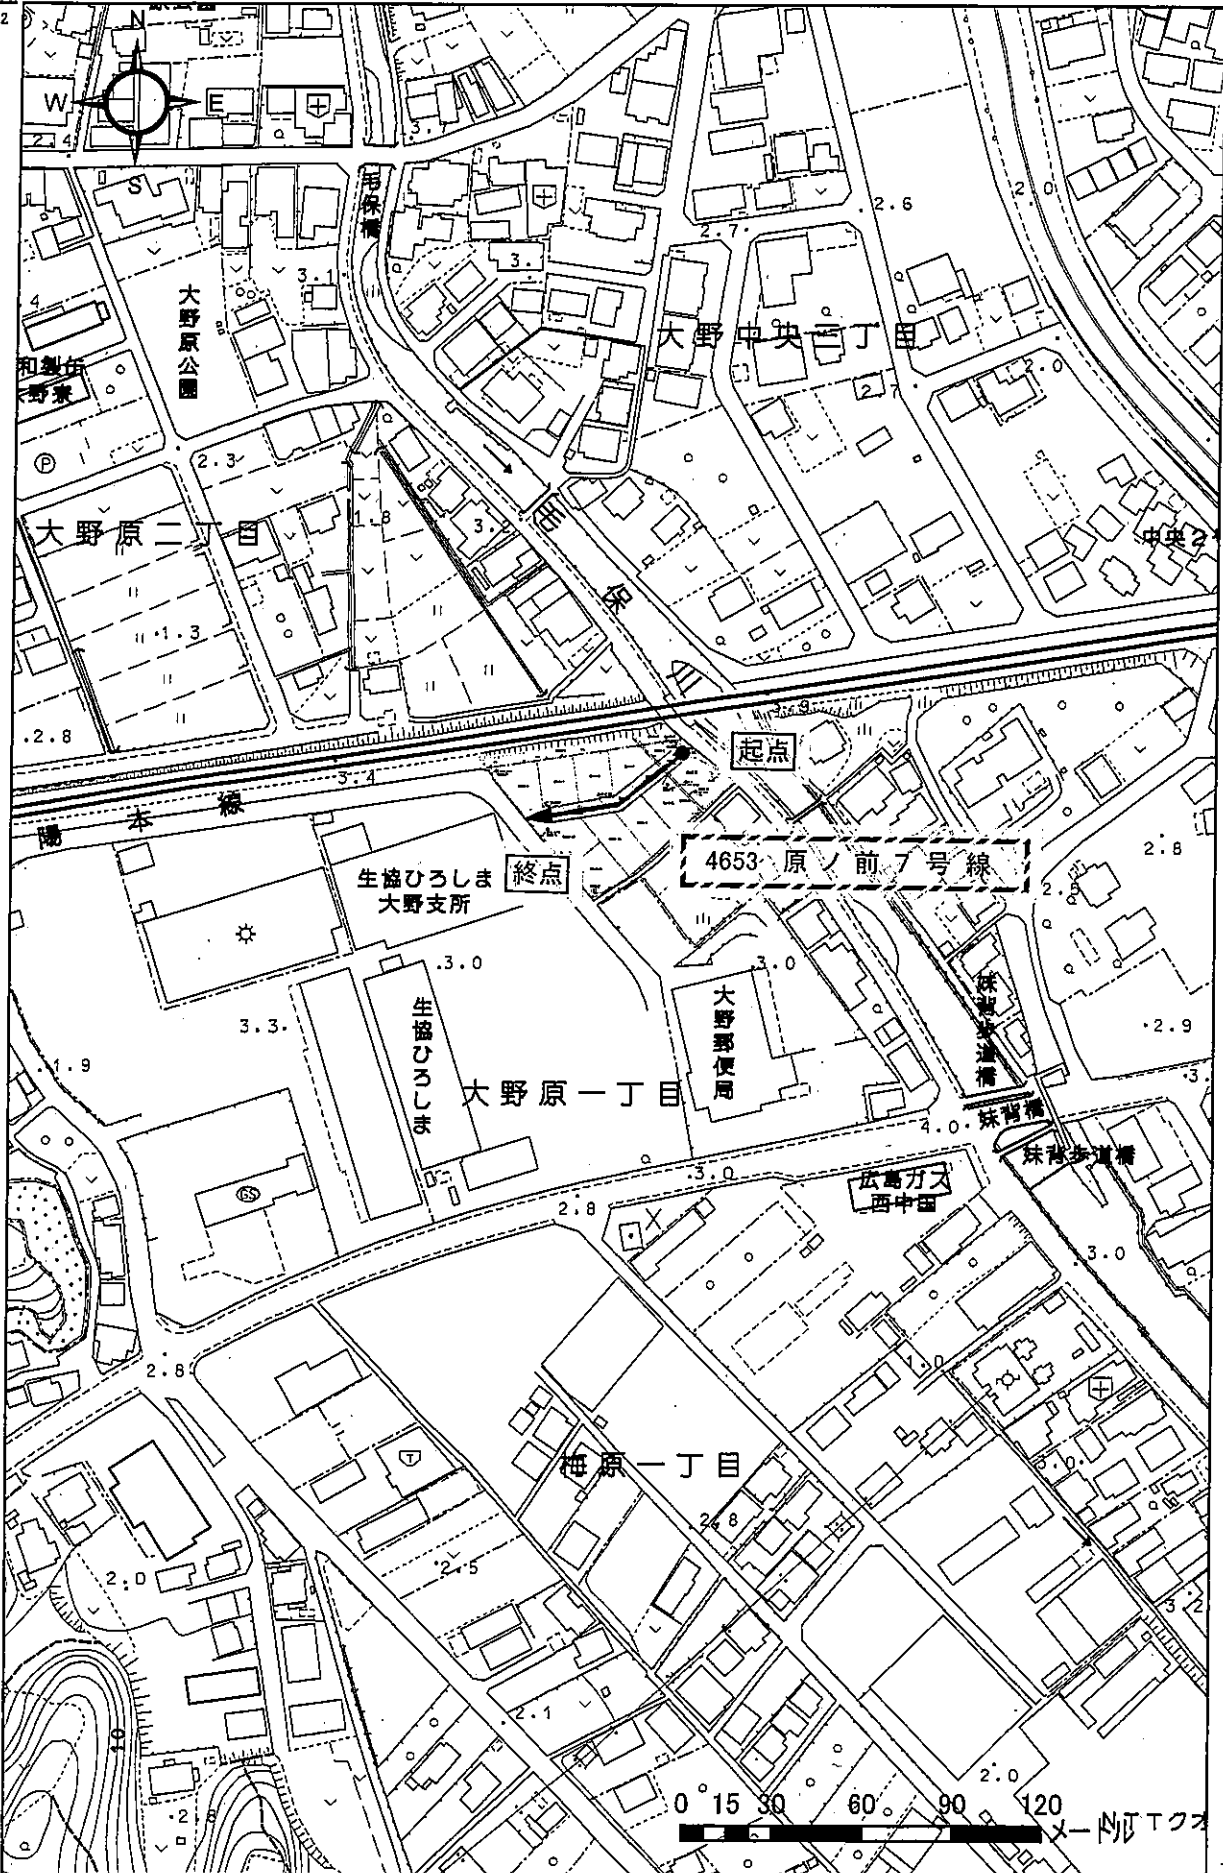 N
W
E
S
2.4
3.7
毛保橋
2.0
2.6
2.7
3.1
大野原公園
大野中央一丁目
2.7
2.0
P
2.3
大野原二丁目
1.8
3.2
毛保
中央2
1.3
2.8
3.9
起点
3.4
陽本線
4653 原ノ前7号線
2.8
終点
生協ひろしま
大野支所
2.5
3.0
3.0
3.3
生協ひろしま
大野郵便局
妹背歩道橋
2.9
1.9
大野原一丁目
4.0
妹背橋
妹背歩道橋
3.0
広島ガス
西中国
GS
2.8
3.0
2.8
1.0
梅原一丁目
2.8
3.0
2.5
2.0
3.2
2.1
10
2.8
2.0
0 15 30 60 90 120
メートル